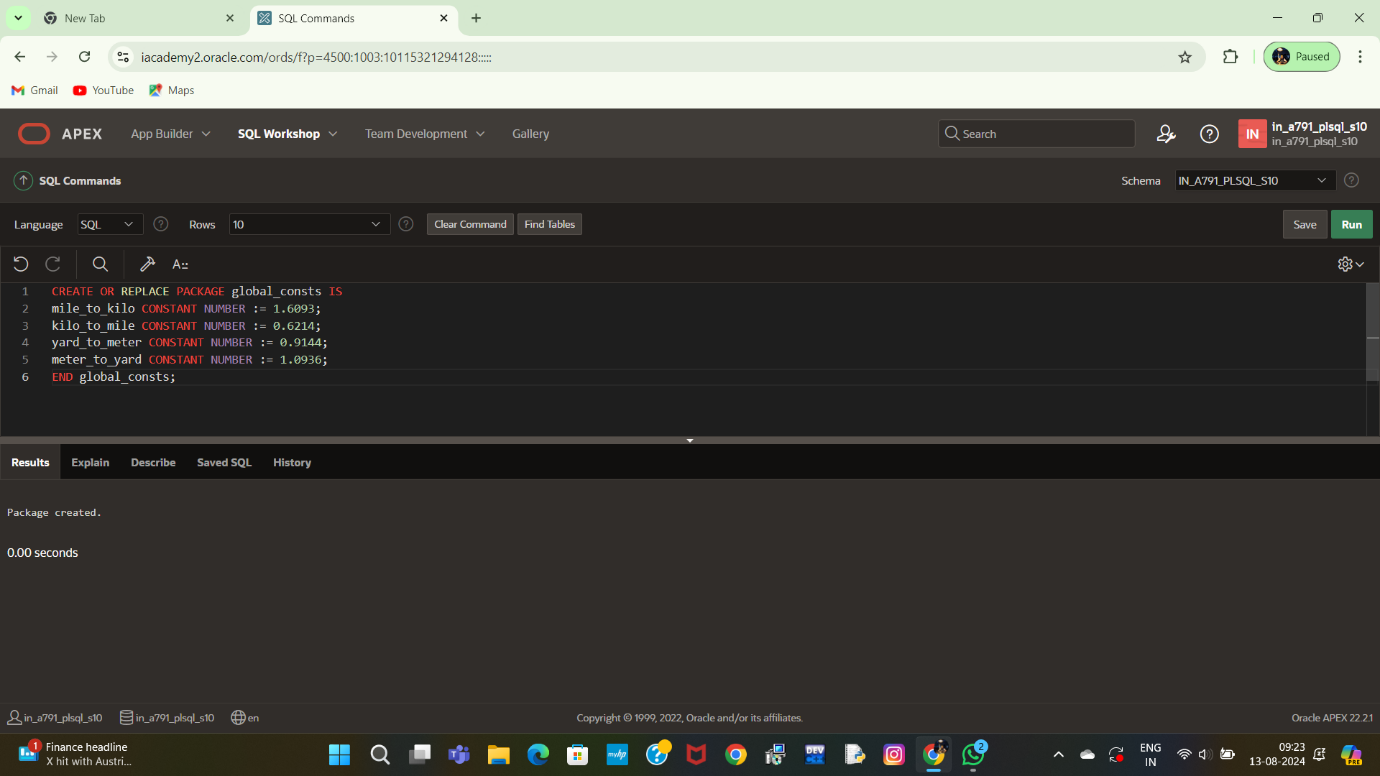 New Tab
SQL Commands
iacademy2.oracle.com/ords/f?p=4500:1003:10115321294128:::::
Paused
Gmail YouTube Maps
APEX App Builder SQL Workshop Team Development Gallery Search IN in_a791_plsql_s10
in_a791_plsql_s10
SQL Commands Schema IN_A791_PLSQL_S10
Language SQL Rows 10 Clear Command Find Tables Save Run
A::
1 CREATE OR REPLACE PACKAGE global_consts IS
2 mile_to_kilo CONSTANT NUMBER := 1.6093;
3 kilo_to_mile CONSTANT NUMBER := 0.6214;
4 yard_to_meter CONSTANT NUMBER := 0.9144;
5 meter_to_yard CONSTANT NUMBER := 1.0936;
6 END global_consts;
Results Explain Describe Saved SQL History
Package created.
0.00 seconds
in_a791_plsql_s10 in_a791_plsql_s10 en Copyright © 1999, 2022, Oracle and/or its affiliates. Oracle APEX 22.2.1
1 Finance headline
X hit with Austri...
myhp
DEV
2
ENG
IN
09:23
13-08-2024
PRE